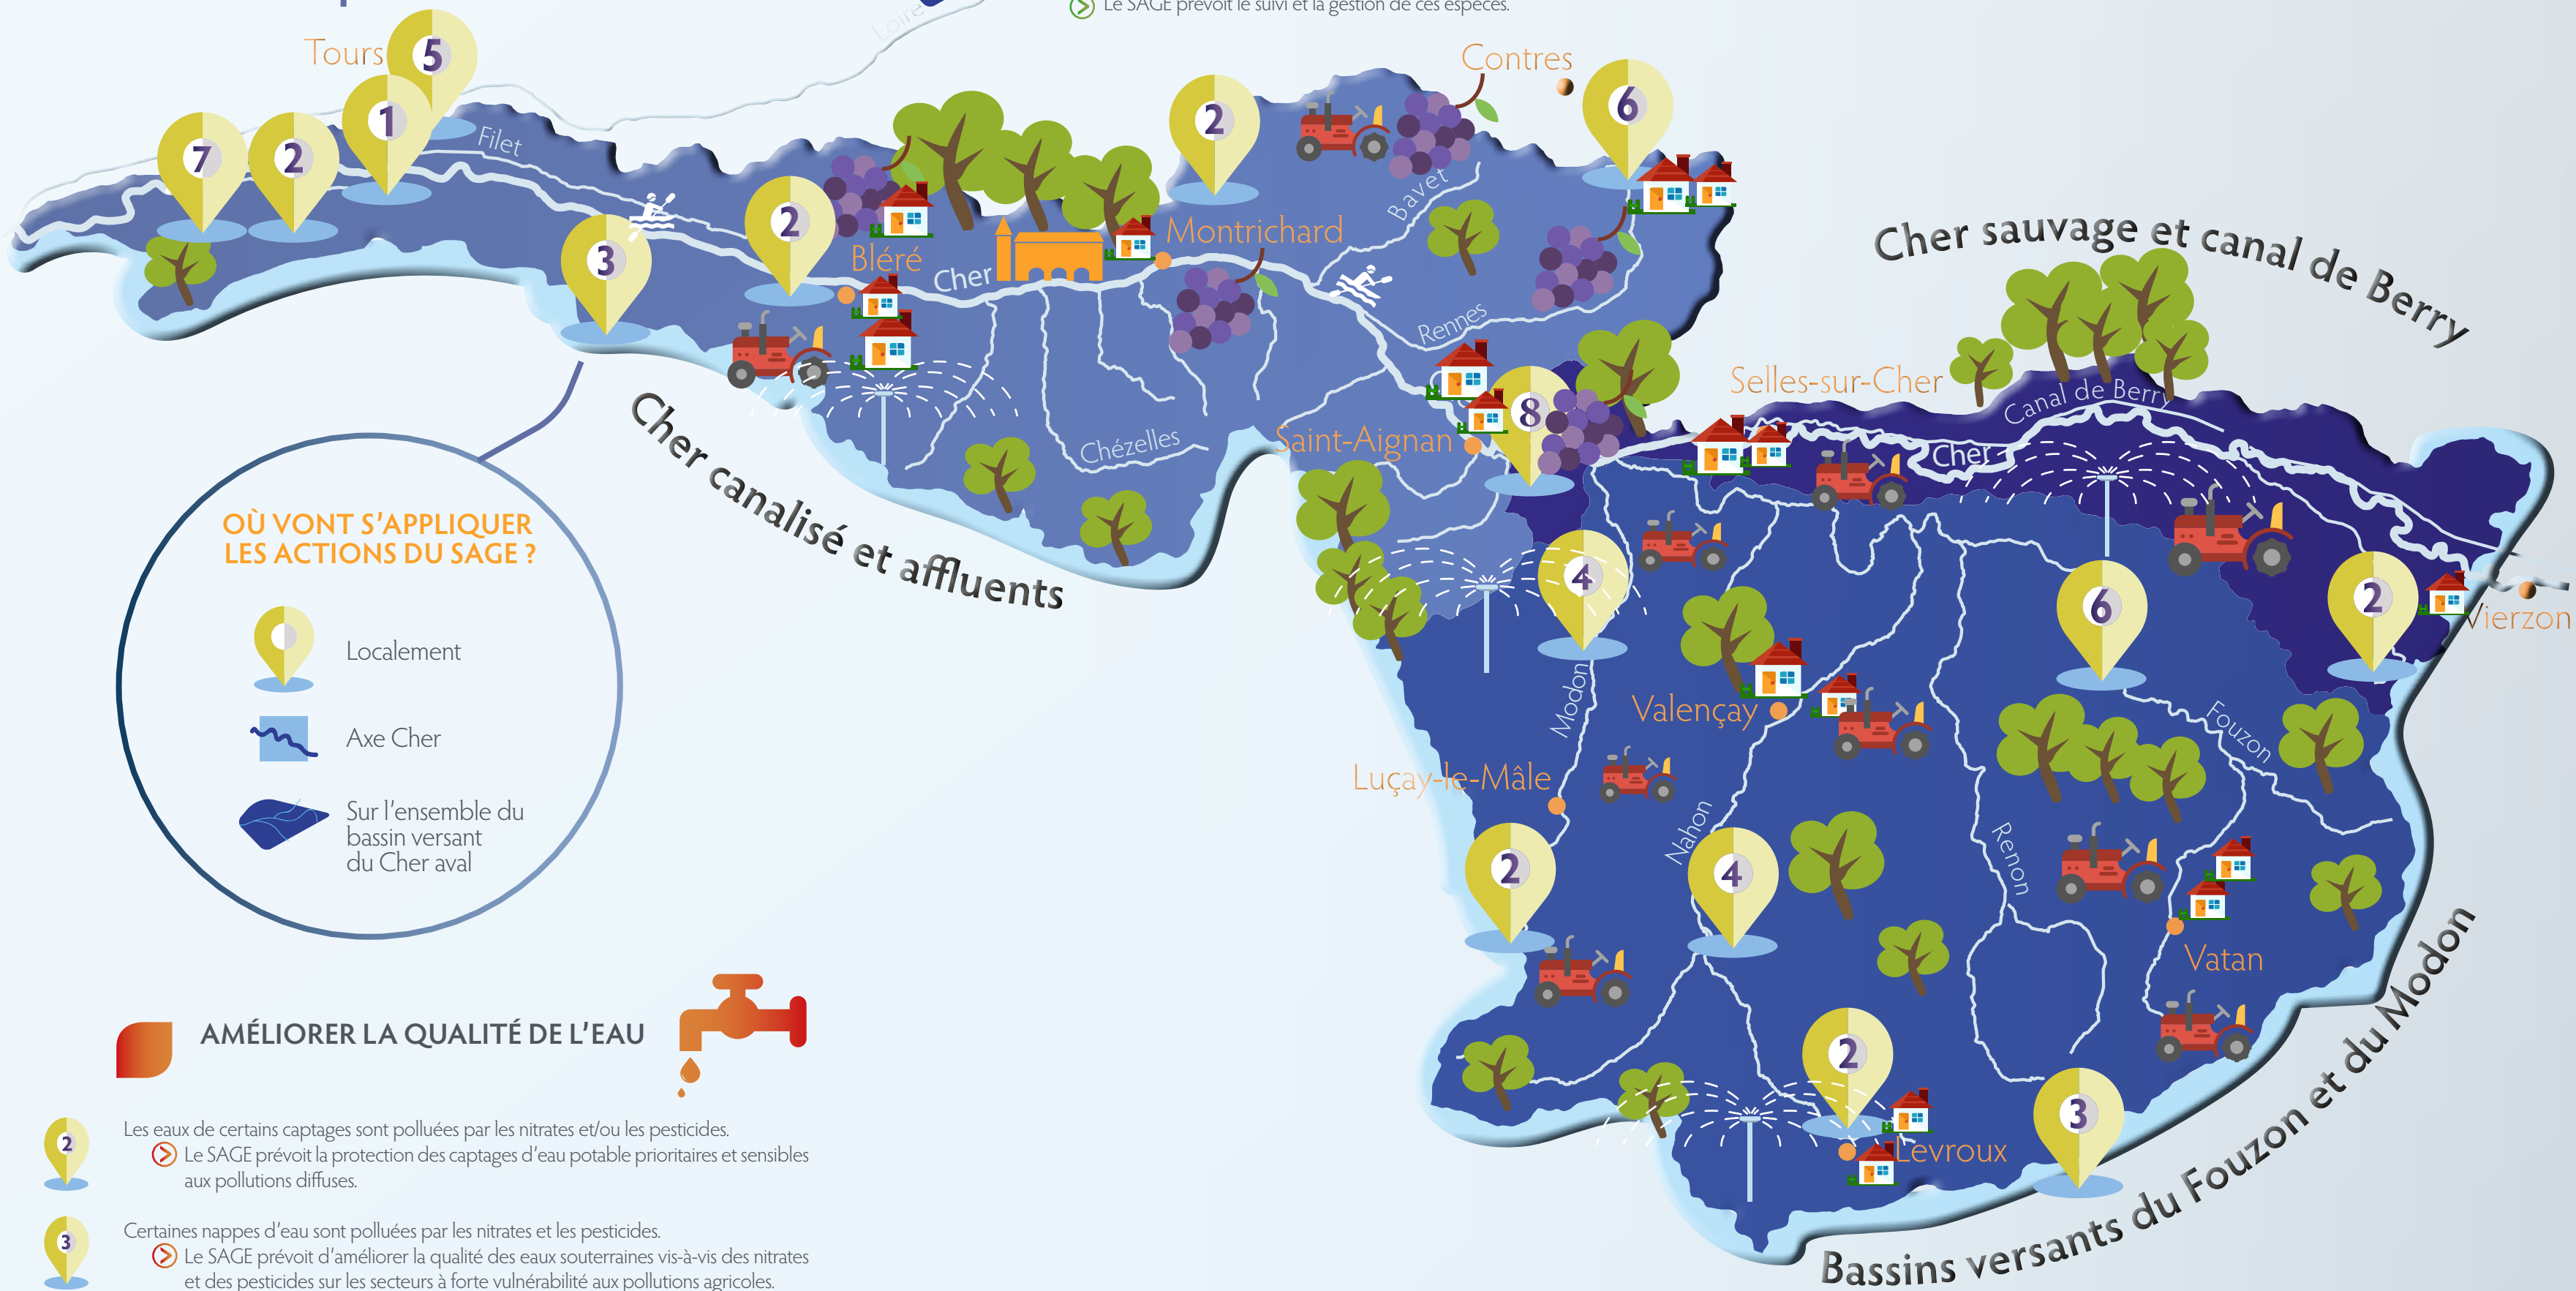 Le SAGE prévoit le suivi et la gestion de ces espèces.
Loire
Tours
5
1
7
2
Filet
3
2
Bléré
Cher
Montrichard
2
Bavet
Contres
6
Rennes
Chézelles
Saint-Aignan
8
Selles-sur-Cher
Canal de Berry
Cher
Cher sauvage et canal de Berry
Cher canalisé et affluents
2
Vierzon
4
6
Modon
Valençay
Fouzon
Luçay-le-Mâle
Nahon
Renon
2
4
Vatan
2
Levroux
3
Bassins versants du Fouzon et du Modon
OÙ VONT S'APPLIQUER
LES ACTIONS DU SAGE ?
Localement
Axe Cher
Sur l'ensemble du
bassin versant
du Cher aval
AMÉLIORER LA QUALITÉ DE L'EAU
2
Les eaux de certains captages sont polluées par les nitrates et/ou les pesticides.
Le SAGE prévoit la protection des captages d'eau potable prioritaires et sensibles
aux pollutions diffuses.
3
Certaines nappes d'eau sont polluées par les nitrates et les pesticides.
Le SAGE prévoit d'améliorer la qualité des eaux souterraines vis-à-vis des nitrates
et des pesticides sur les secteurs à forte vulnérabilité aux pollutions agricoles.